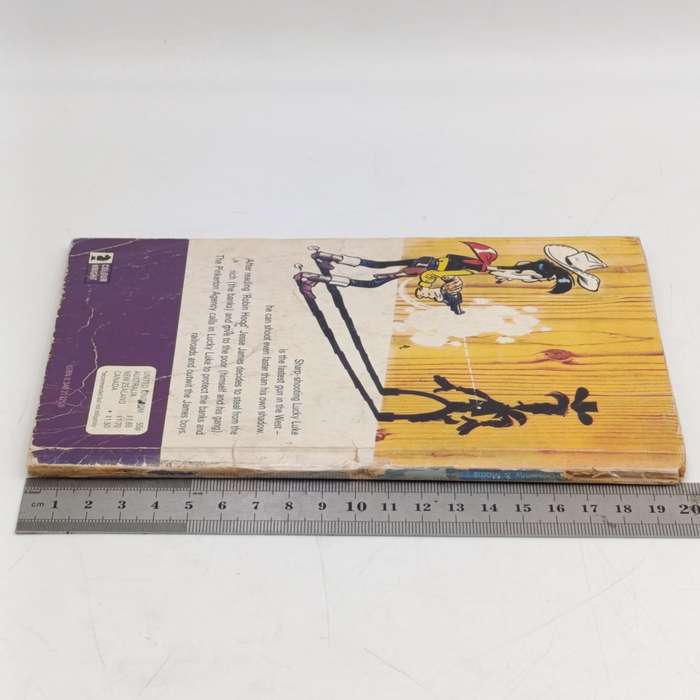 Sharp-shooting Lucky Luke
is the fastest gun in the West –
he can shoot even faster than his own shadow.
After reading 'Robin Hood' Jesse James decides to steal from the
rich (the banks) and give to the poor (himself and his gang).
The Pinkerton Agency calls in Lucky Luke to protect the banks and
railroads and outwit the James boys.
COLOUR
KNIGHT
UNITED KINGDOM 50p
AUSTRALIA
NEW ZEALAND
CANADA
cm 1 2 3 4 5 6 7 8 9 10 11 12 13 14 15 16 17 18 19 20